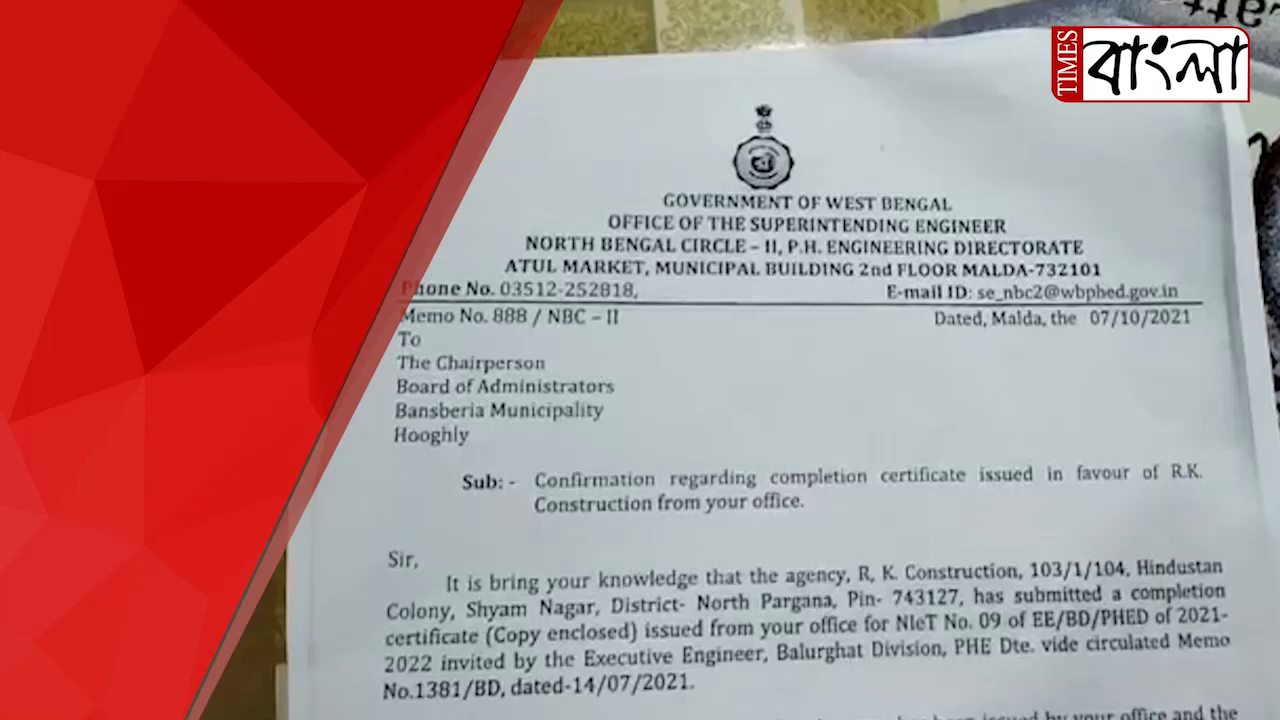 TIMES বাংলা
GOVERNMENT OF WEST BENGAL
OFFICE OF THE SUPERINTENDING ENGINEER
NORTH BENGAL CIRCLE – II, P.H. ENGINEERING DIRECTORATE
ATUL MARKET, MUNICIPAL BUILDING 2nd FLOOR MALDA-732101
Phone No. 03512-252818, E-mail ID: se_nbc2@wbphed.gov.in
Memo No. 888 / NBC – II Dated, Malda, the 07/10/2021
To
The Chairperson
Board of Administrators
Bansberia Municipality
Hooghly
Sub: - Confirmation regarding completion certificate issued in favour of R.K.
Construction from your office.
Sir,
It is bring your knowledge that the agency, R, K. Construction, 103/1/104, Hindustan
Colony, Shyam Nagar, District- North Pargana, Pin- 743127, has submitted a completion
certificate (Copy enclosed) issued from your office for NIeT No. 09 of EE/BD/PHED of 2021-
2022 invited by the Executive Engineer, Balurghat Division, PHE Dte. vide circulated Memo
No.1381/BD, dated-14/07/2021.
issued by your office and the